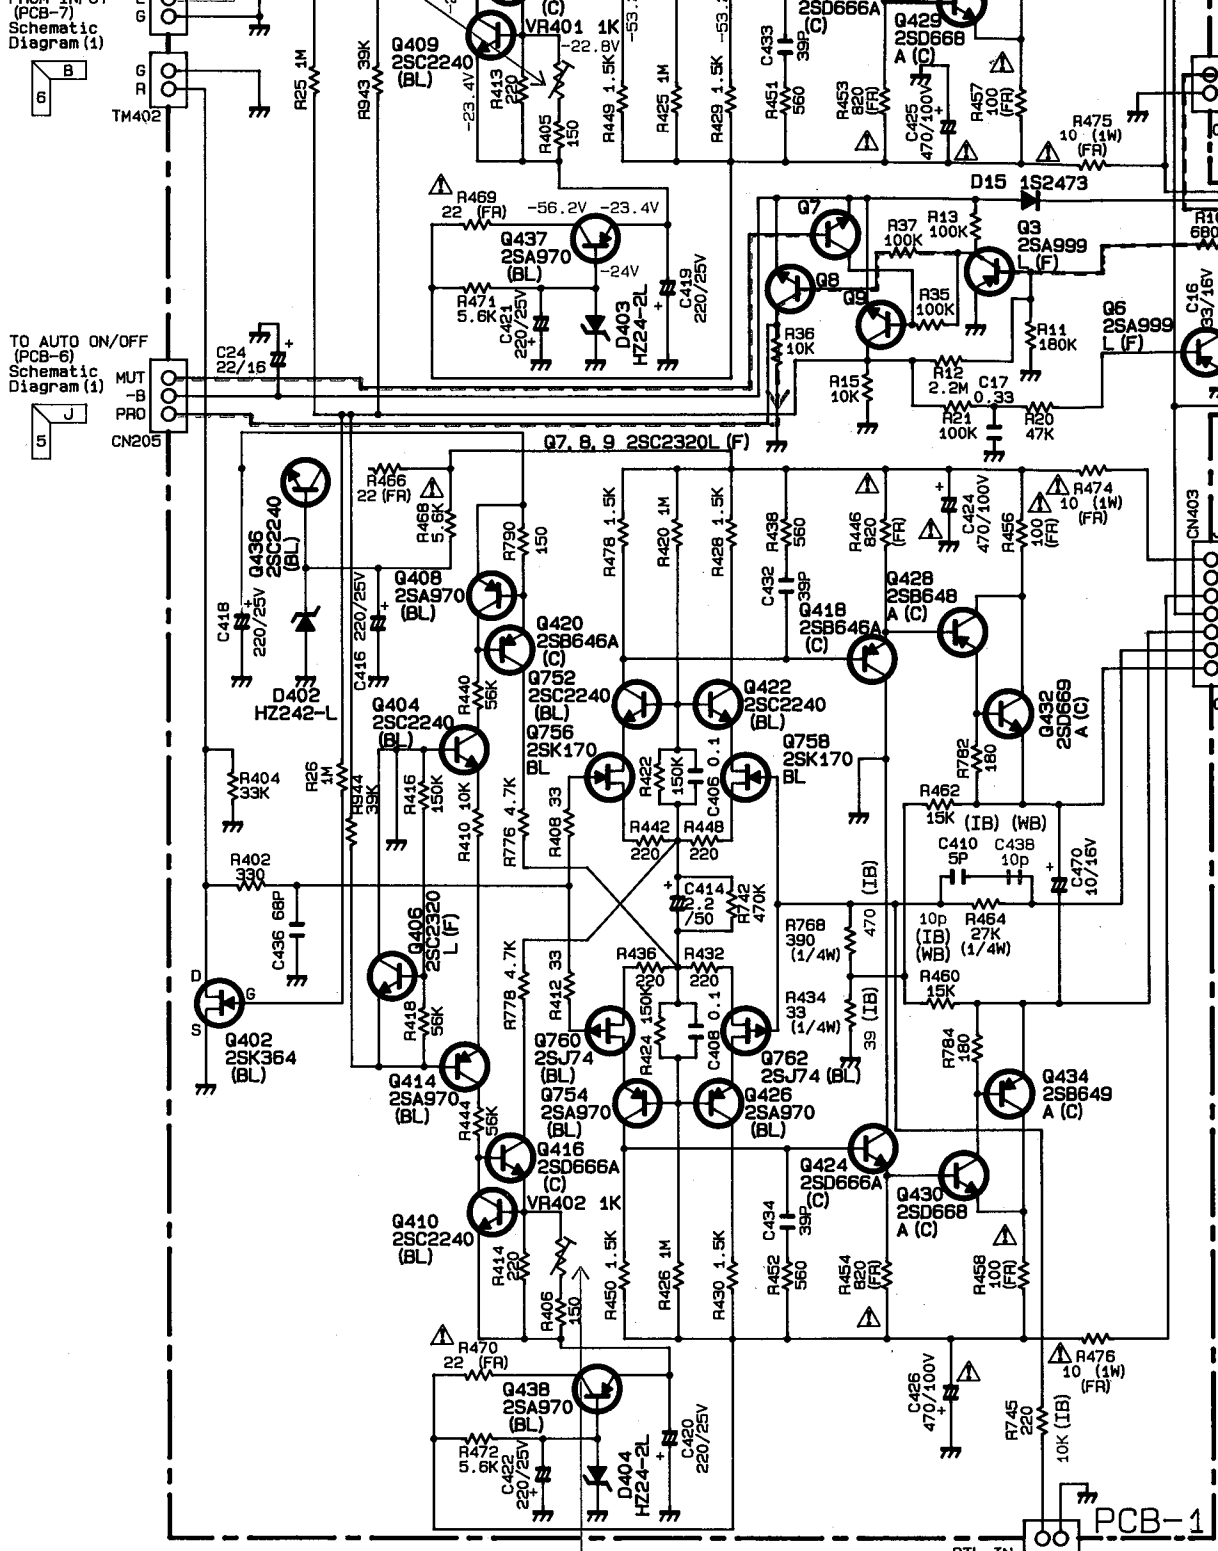 (PCB-7)
Schematic
Diagram(1)
B
6
G
G
R
TM402
R25 1M
R943 39K
Q409
2SC2240
(BL)
(C)
VR401 1K
-22.8V
-23.4V
R413
220
R405
150
-53.2
R449 1.5K
R425 1M
R429 1.5K
C433
39P
R451
560
2SD666A
(C)
R453
820
(FR)
Q429
2SD668
A (C)
C425
470/100V
+
R457
100
(FR)
R475
10 (1W)
(FR)
D15 1S2473
R469
22 (FR)
-56.2V
-23.4V
Q437
2SA970
(BL)
-24V
R471
5.6K
C421
220/25V
+
D403
HZ24-2L
C419
220/25V
+
Q7
Q8
Q9
R37
100K
R13
100K
Q3
2SA999
L (F)
R35
100K
R36
10K
R15
10K
R11
180K
R12
2.2M
R21
100K
C17
0.33
R20
47K
Q6
2SA999
L (F)
C16
33/16V
680
TO AUTO ON/OFF
(PCB-6)
Schematic
Diagram(1)
J
5
MUT
-B
PRO
CN205
C24
22/16
+
Q7, 8, 9 2SC2320L (F)
R466
22 (FR)
R468
5.6K
Q436
2SC2240
(BL)
C418
220/25V
+
D402
HZ242-L
C416 220/25V
+
R790
150
Q408
2SA970
(BL)
Q420
2SB646A
(C)
R440
56K
Q404
2SC2240
(BL)
R478 1.5K
R420 1M
R428 1.5K
R438
560
C432
39P
R446
820
(FR)
C424
470/100V
+
R456
100
(FR)
R474
10 (1W)
(FR)
CN403
Q752
2SC2240
(BL)
Q756
2SK170
BL
Q422
2SC2240
(BL)
Q758
2SK170
BL
Q418
2SB646A
(C)
Q428
2SB648
A (C)
Q432
2SD669
A (C)
R782
180
R404
33K
R26
1M
R944
39K
R416
150K
R410 10K
R776 4.7K
R408 33
R422
150K
C406 0.1
R442
220
R448
220
R462
15K
(IB) (WB)
C410
5P
C438
10p
C470
10/16V
+
R402
330
C436 68P
Q406
2SC2320
L (F)
C414
2.2
/50
+
R742
470K
R768
390
(1/4W)
470 (IB)
10p
(IB)
(WB)
R464
27K
(1/4W)
R778 4.7K
R412 33
R436
220
R432
220
R424 150K
C408 0.1
R434
33
(1/4W)
39 (IB)
R460
15K
R784
180
D
G
S
Q402
2SK364
(BL)
R418
56K
Q414
2SA970
(BL)
R444
56K
Q760
2SJ74
(BL)
Q754
2SA970
(BL)
Q762
2SJ74 (BL)
Q426
2SA970
(BL)
Q434
2SB649
A (C)
Q416
2SD666A
(C)
VR402 1K
Q410
2SC2240
(BL)
R414
220
R406
150
R450 1.5K
R426 1M
R430 1.5K
C434
39P
R452
560
Q424
2SD666A
(C)
Q430
2SD668
A (C)
R454
820
(FR)
R458
100
(FR)
R476
10 (1W)
(FR)
R470
22 (FR)
Q438
2SA970
(BL)
R472
5.6K
C422
220/25V
+
D404
HZ24-2L
C420
220/25V
+
C426
470/100V
+
R745
220
10K (IB)
PCB-1